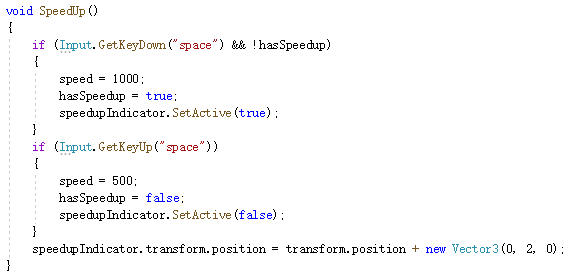 void SpeedUp()
{
    if (Input.GetKeyDown("space") && !hasSpeedup)
    {
        speed = 1000;
        hasSpeedup = true;
        speedupIndicator.SetActive(true);
    }
    if (Input.GetKeyUp("space"))
    {
        speed = 500;
        hasSpeedup = false;
        speedupIndicator.SetActive(false);
    }
    speedupIndicator.transform.position = transform.position + new Vector3(0, 2, 0);
}